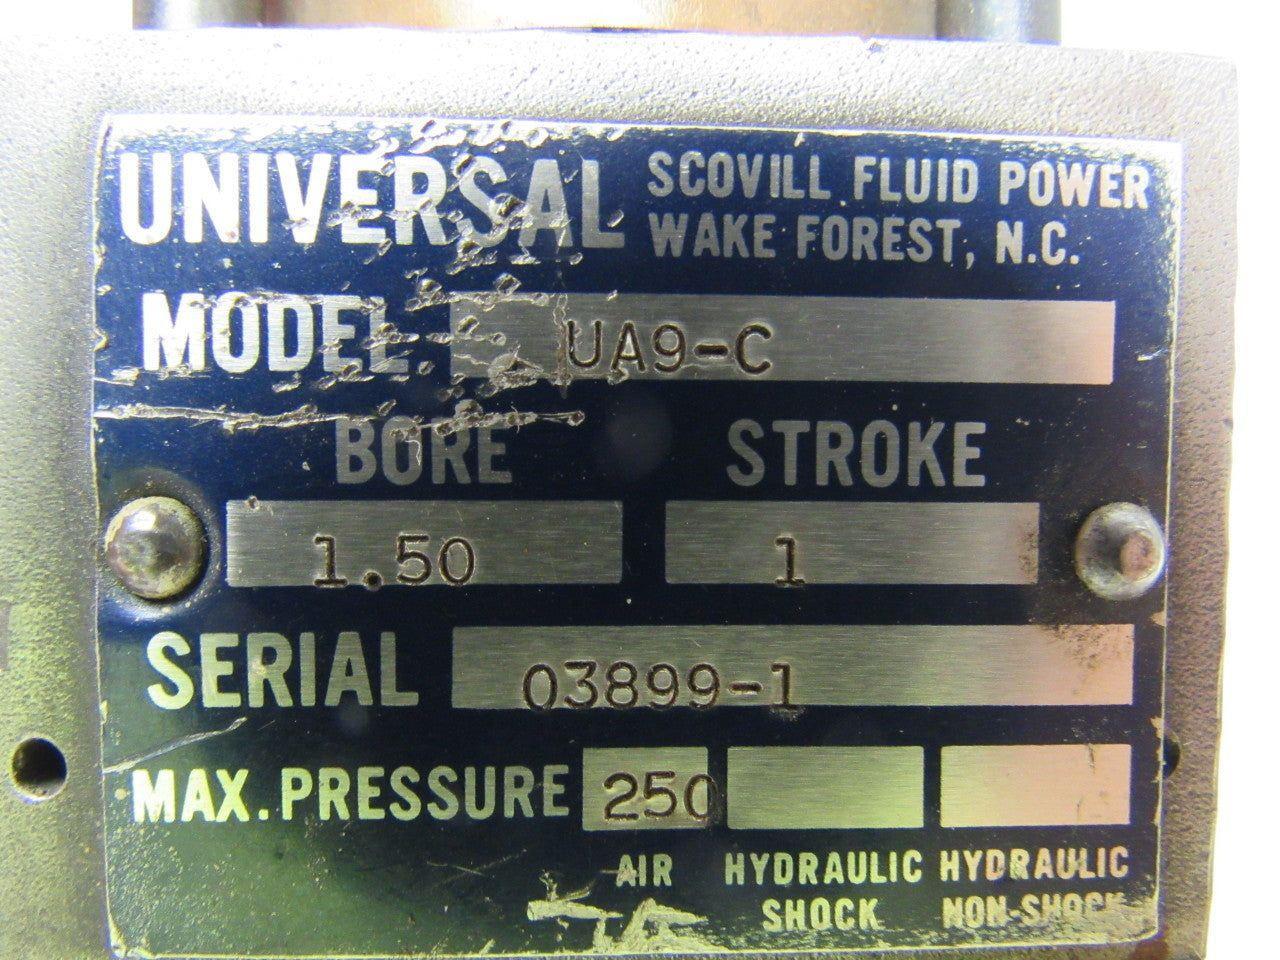 UNIVERSAL SCOVILL FLUID POWER
WAKE FOREST, N.C.
MODEL UA9-C
BORE STROKE
1.50 1
SERIAL 03899-1
MAX. PRESSURE 250
AIR HYDRAULIC HYDRAULIC
SHOCK NON-SHOCK